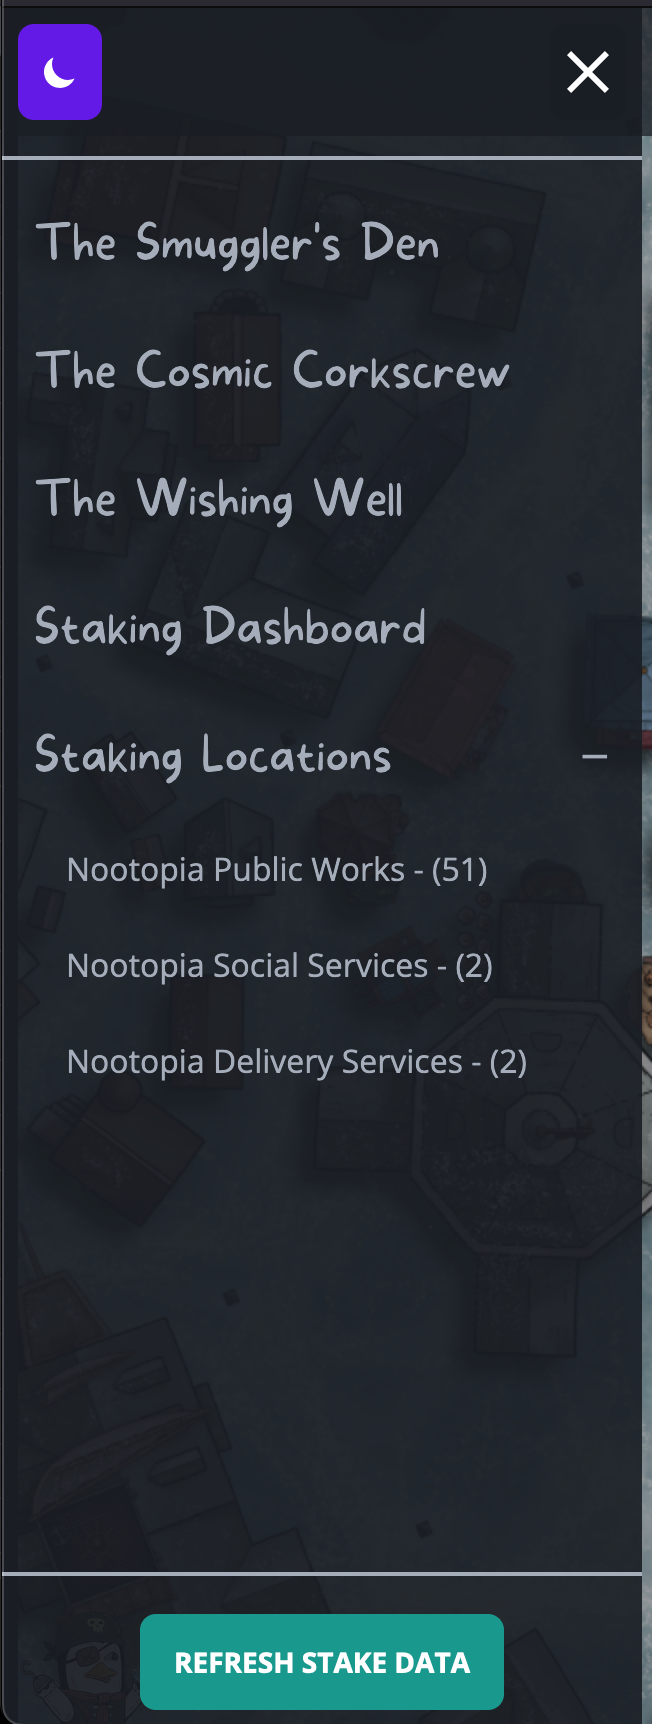 The Smuggler's Den
The Cosmic Corkscrew
The Wishing Well
Staking Dashboard
Staking Locations
Nootopia Public Works - (51)
Nootopia Social Services - (2)
Nootopia Delivery Services - (2)
REFRESH STAKE DATA